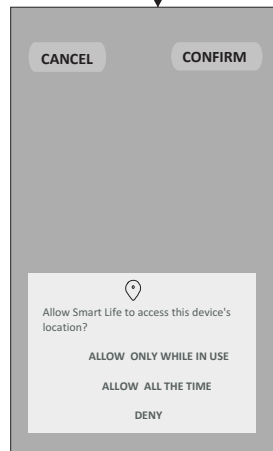 CANCEL CONFIRM
Allow Smart Life to access this device's
location?
ALLOW ONLY WHILE IN USE
ALLOW ALL THE TIME
DENY